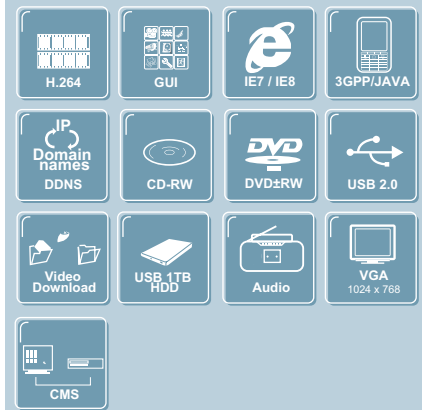 H.264
GUI
IE7 / IE8
3GPP/JAVA
IP
Domain
names
DDNS
CD-RW
DVD
DVD±RW
USB 2.0
Video
Download
USB 1TB
HDD
Audio
VGA
1024 x 768
CMS